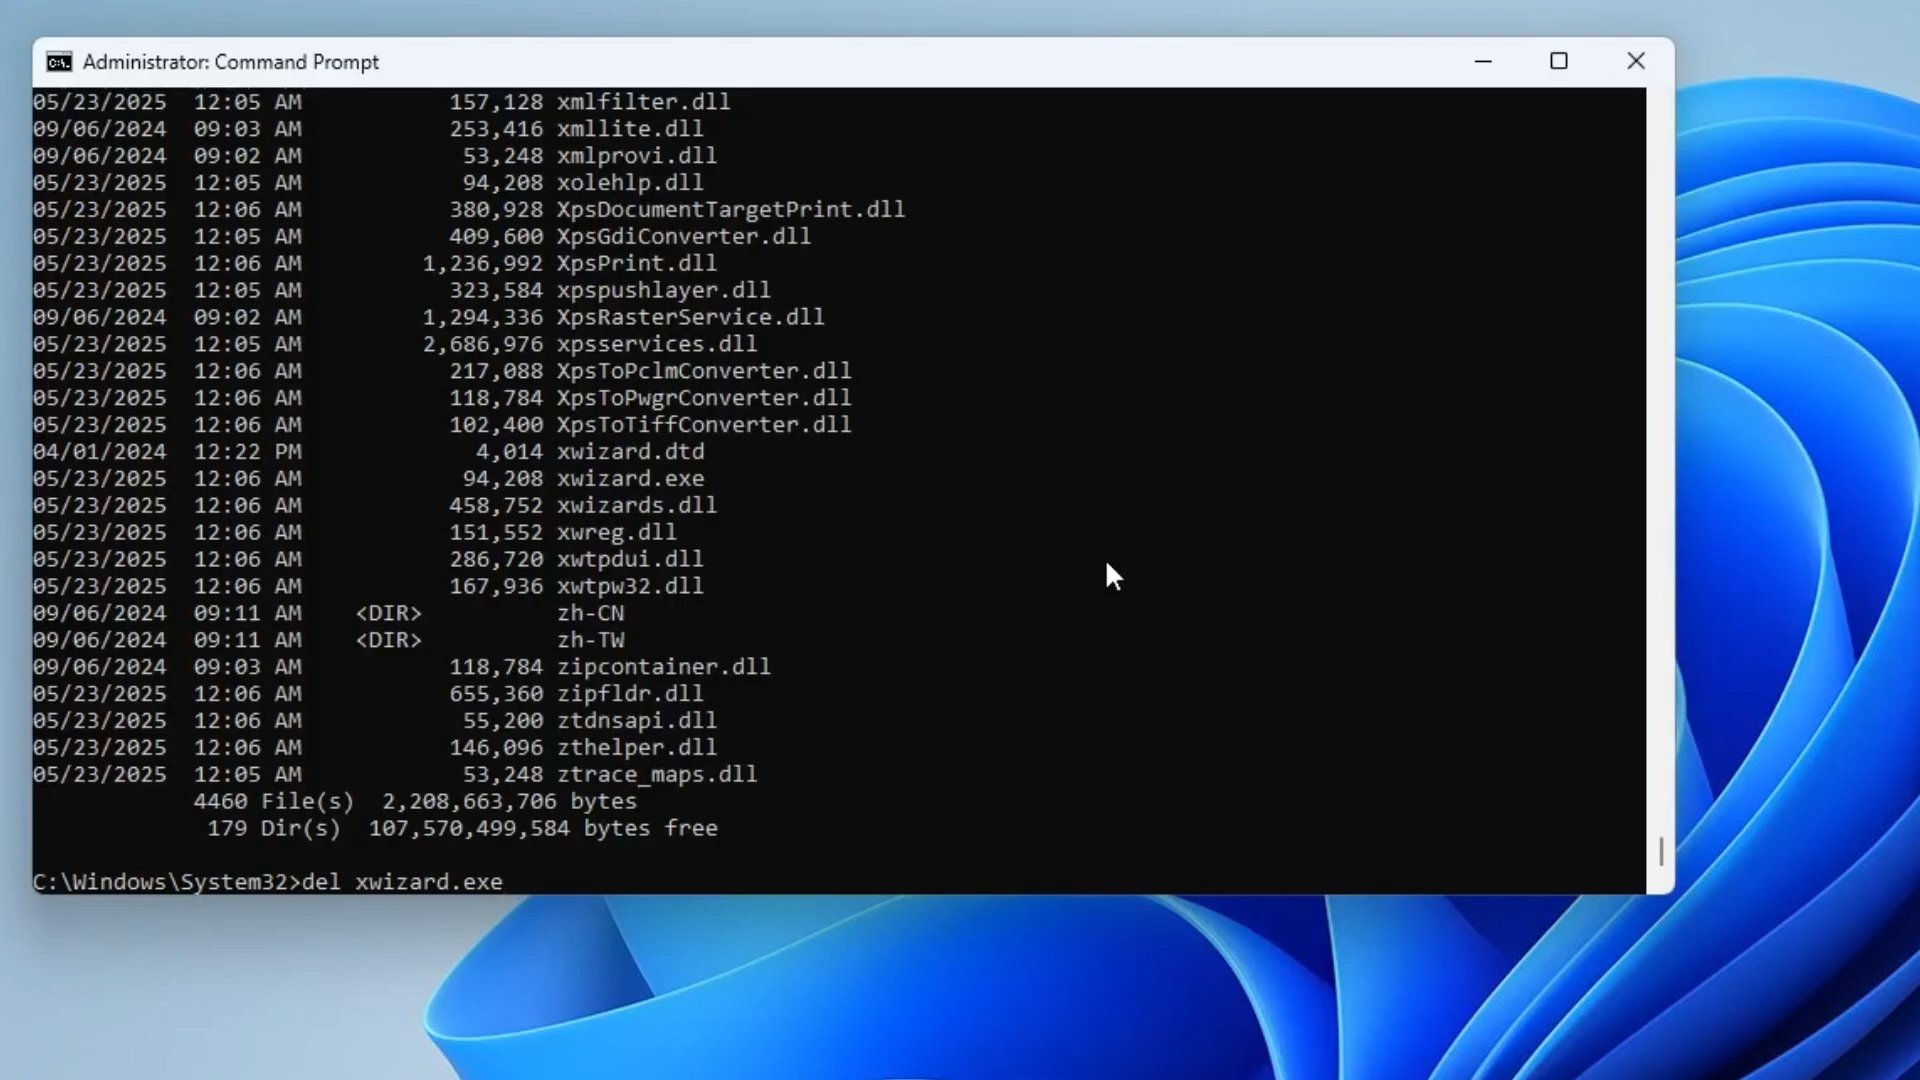 Administrator: Command Prompt
05/23/2025  12:05 AM           157,128 xmlfilter.dll
09/06/2024  09:03 AM           253,416 xmllite.dll
09/06/2024  09:02 AM            53,248 xmlprovi.dll
05/23/2025  12:05 AM            94,208 xolehlp.dll
05/23/2025  12:06 AM           380,928 XpsDocumentTargetPrint.dll
05/23/2025  12:05 AM           409,600 XpsGdiConverter.dll
05/23/2025  12:06 AM         1,236,992 XpsPrint.dll
05/23/2025  12:05 AM           323,584 xpspushlayer.dll
09/06/2024  09:02 AM         1,294,336 XpsRasterService.dll
05/23/2025  12:05 AM         2,686,976 xpsservices.dll
05/23/2025  12:06 AM           217,088 XpsToPclmConverter.dll
05/23/2025  12:06 AM           118,784 XpsToPwgrConverter.dll
05/23/2025  12:06 AM           102,400 XpsToTiffConverter.dll
04/01/2024  12:22 PM             4,014 xwizard.dtd
05/23/2025  12:06 AM            94,208 xwizard.exe
05/23/2025  12:06 AM           458,752 xwizards.dll
05/23/2025  12:06 AM           151,552 xwreg.dll
05/23/2025  12:06 AM           286,720 xwtpdui.dll
05/23/2025  12:06 AM           167,936 xwtpw32.dll
09/06/2024  09:11 AM    <DIR>          zh-CN
09/06/2024  09:11 AM    <DIR>          zh-TW
09/06/2024  09:03 AM           118,784 zipcontainer.dll
05/23/2025  12:06 AM           655,360 zipfldr.dll
05/23/2025  12:06 AM            55,200 ztdnsapi.dll
05/23/2025  12:06 AM           146,096 zthelper.dll
05/23/2025  12:05 AM            53,248 ztrace_maps.dll
4460 File(s)  2,208,663,706 bytes
179 Dir(s)  107,570,499,584 bytes free
C:\Windows\System32>del xwizard.exe